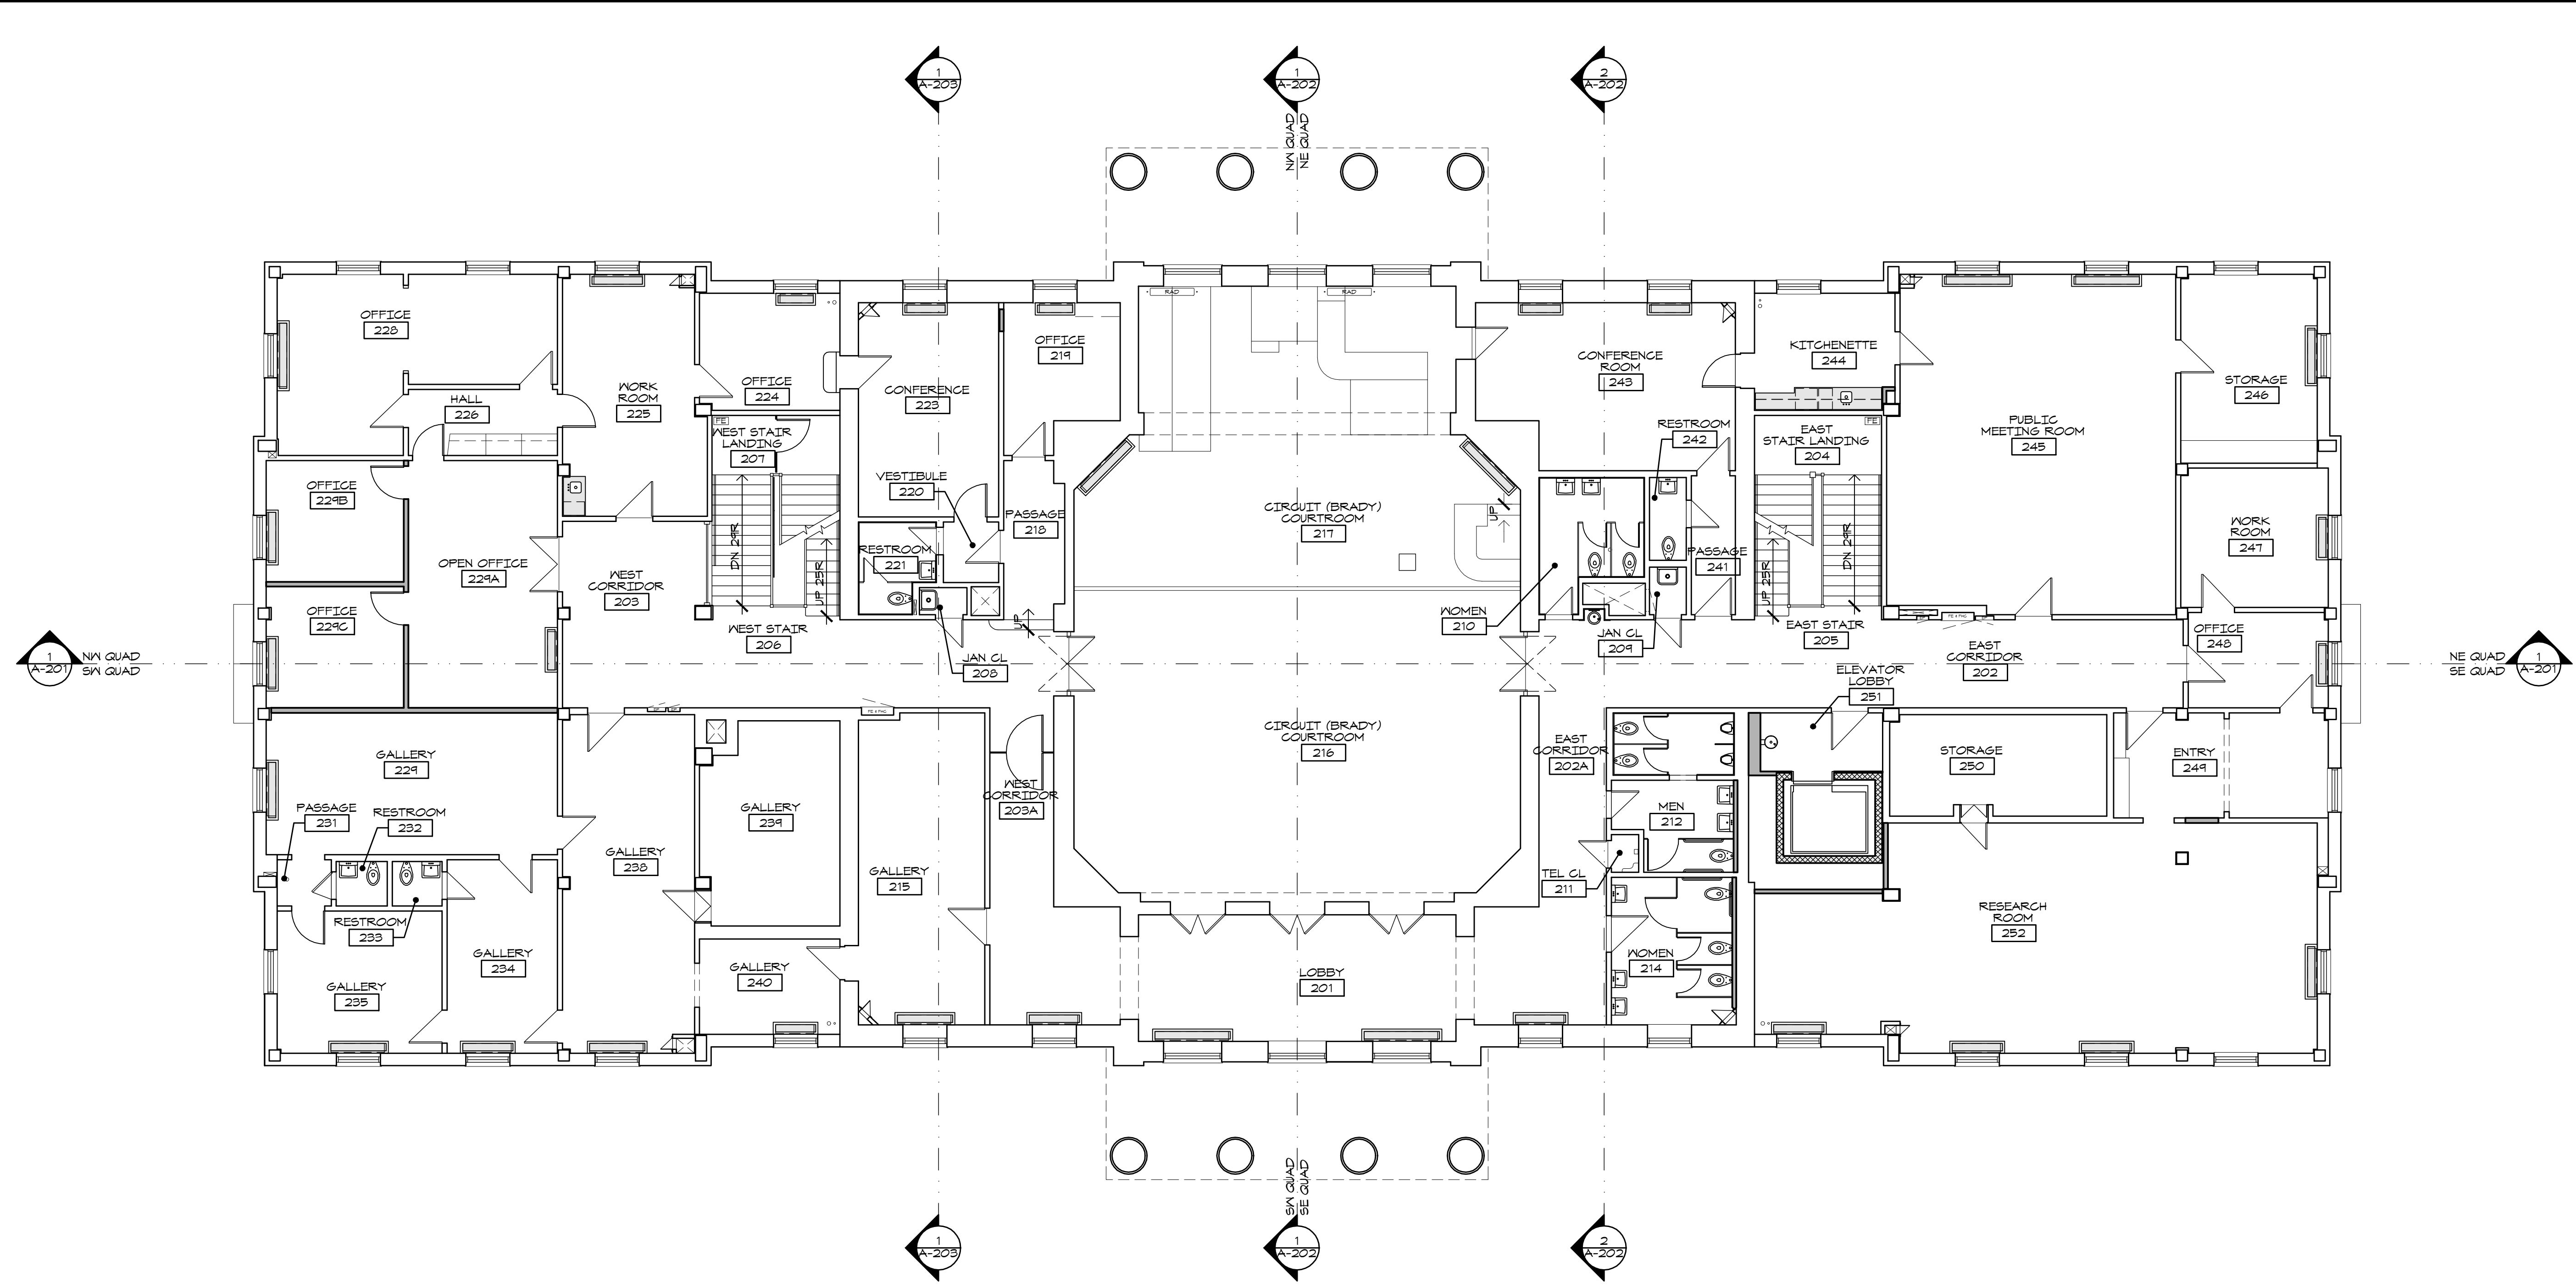 1
A-203
1
A-202
2
A-202
NW QUAD
NE QUAD
RAD
RAD
OFFICE
228
OFFICE
219
KITCHENETTE
244
CONFERENCE
ROOM
243
WORK
ROOM
225
OFFICE
224
CONFERENCE
223
STORAGE
246
HALL
226
FE
WEST STAIR
LANDING
207
RESTROOM
242
FE
EAST
STAIR LANDING
204
PUBLIC
MEETING ROOM
245
VESTIBULE
220
OFFICE
229B
PASSAGE
218
CIRCUIT (BRADY)
COURTROOM
217
UP
WORK
ROOM
247
DN 29R
UP 25R
RESTROOM
221
PASSAGE
241
UP 25R
DN 29R
OPEN OFFICE
229A
WEST
CORRIDOR
203
OFFICE
229C
WOMEN
210
UP
WEST STAIR
206
JAN CL
208
JAN CL
209
EAST STAIR
205
FE & FHC
OFFICE
248
EAST
CORRIDOR
202
1
A-201
NW QUAD
SW QUAD
NE QUAD
SE QUAD
1
A-201
ELEVATOR
LOBBY
251
FE & FHC
CIRCUIT (BRADY)
COURTROOM
216
EAST
CORRIDOR
202A
STORAGE
250
ENTRY
249
GALLERY
229
WEST
CORRIDOR
203A
PASSAGE
231
RESTROOM
232
GALLERY
239
MEN
212
GALLERY
238
GALLERY
215
TEL CL
211
RESTROOM
233
RESEARCH
ROOM
252
GALLERY
234
GALLERY
240
WOMEN
214
LOBBY
201
GALLERY
235
SW QUAD
SE QUAD
1
A-203
1
A-202
2
A-202